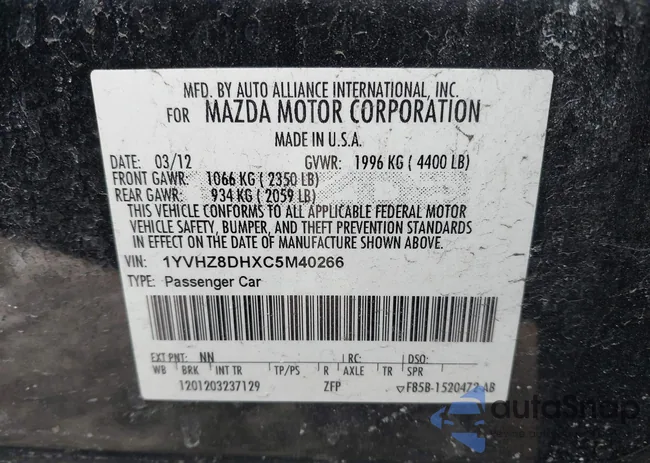 MFD. BY AUTO ALLIANCE INTERNATIONAL, INC.
FOR MAZDA MOTOR CORPORATION
MADE IN U.S.A.
DATE: 03/12 GVWR: 1996 KG ( 4400 LB)
FRONT GAWR: 1066 KG ( 2350 LB)
REAR GAWR: 934 KG ( 2059 LB)
THIS VEHICLE CONFORMS TO ALL APPLICABLE FEDERAL MOTOR
VEHICLE SAFETY, BUMPER, AND THEFT PREVENTION STANDARDS
IN EFFECT ON THE DATE OF MANUFACTURE SHOWN ABOVE.
VIN: 1YVHZ8DHXC5M40266
TYPE: Passenger Car
EXT PNT: NN RC: DSO:
WB BRK INT TR TP/PS R AXLE TR SPR
1201203237129 ZFP ▽F85B-1520472-AB
autosnap